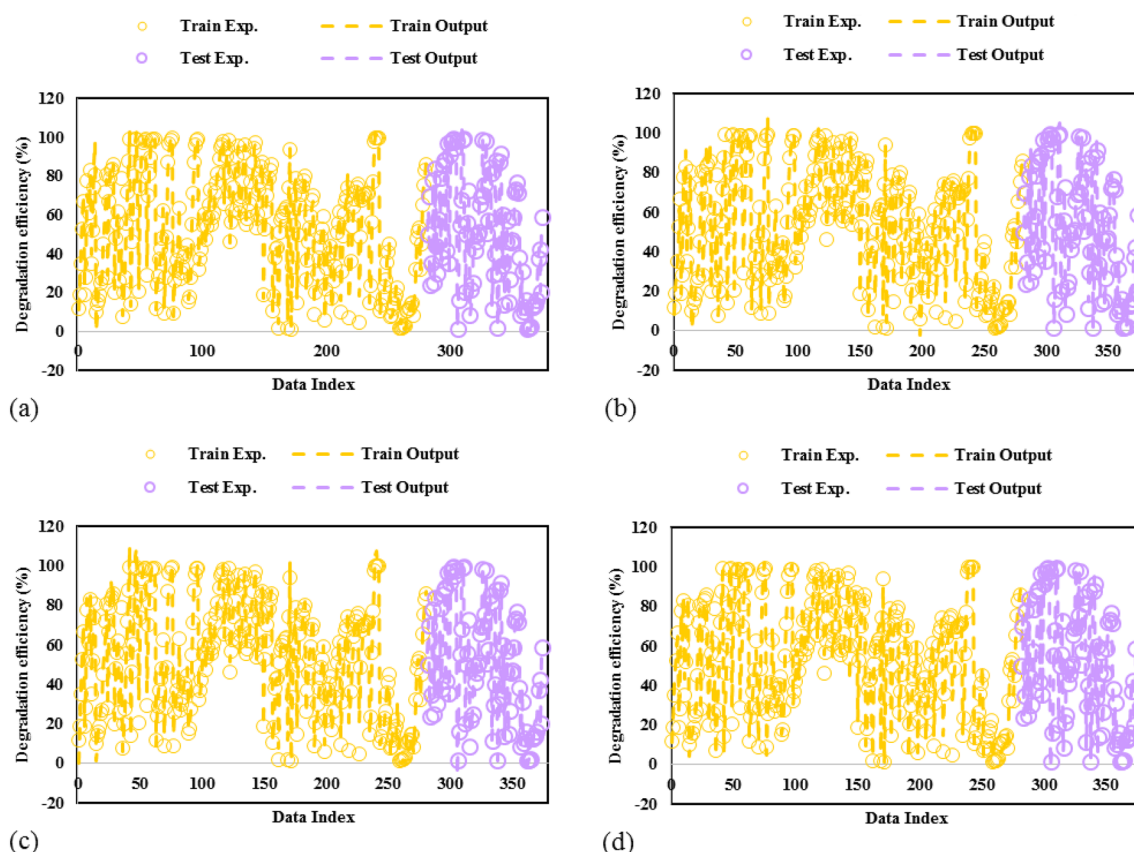 Train Exp. Train Output
Test Exp. Test Output
120
100
80
60
40
20
0
-20
Degradation efficiency (%)
0 100 200 300
Data Index
(a)
Train Exp. Train Output
Test Exp. Test Output
120
100
80
60
40
20
0
-20
Degradation efficiency (%)
0 50 100 150 200 250 300 350
Data Index
(b)
Train Exp. Train Output
Test Exp. Test Output
120
100
80
60
40
20
0
-20
Degradation efficiency (%)
0 50 100 150 200 250 300 350
Data Index
(c)
Train Exp. Train Output
Test Exp. Test Output
120
100
80
60
40
20
0
-20
Degradation efficiency (%)
0 50 100 150 200 250 300 350
Data Index
(d)